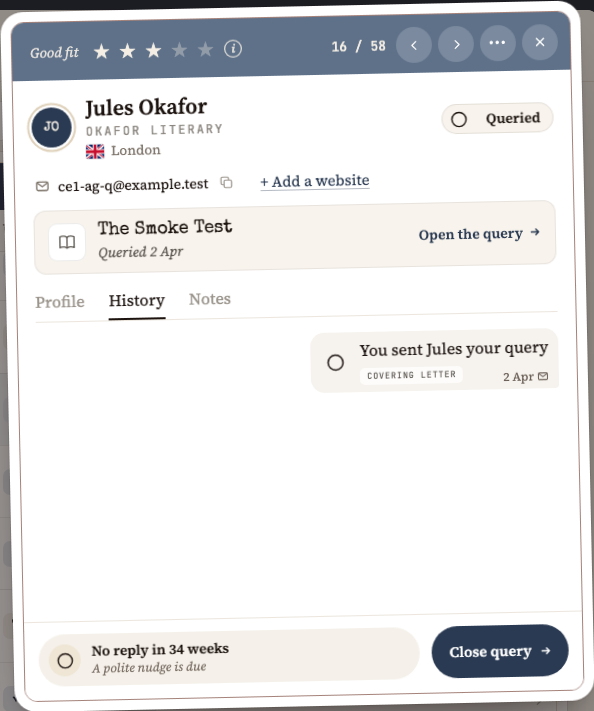 Good fit
16 / 58
JO
Jules Okafor
OKAFOR LITERARY
London
Queried
ce1-ag-q@example.test
+ Add a website
The Smoke Test
Queried 2 Apr
Open the query →
Profile History Notes
You sent Jules your query
COVERING LETTER
2 Apr
No reply in 34 weeks
A polite nudge is due
Close query →